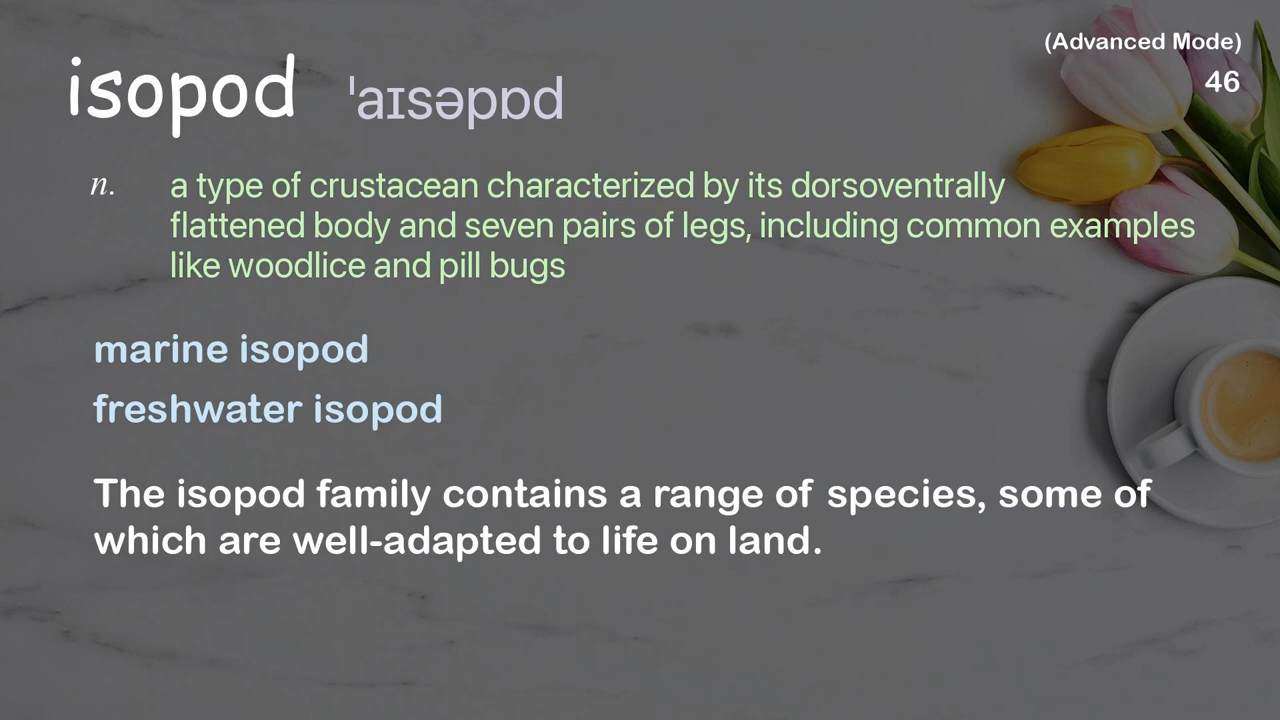 (Advanced Mode)
46
isopod ˈaɪsəpɒd
n. a type of crustacean characterized by its dorsoventrally
flattened body and seven pairs of legs, including common examples
like woodlice and pill bugs
marine isopod
freshwater isopod
The isopod family contains a range of species, some of
which are well-adapted to life on land.